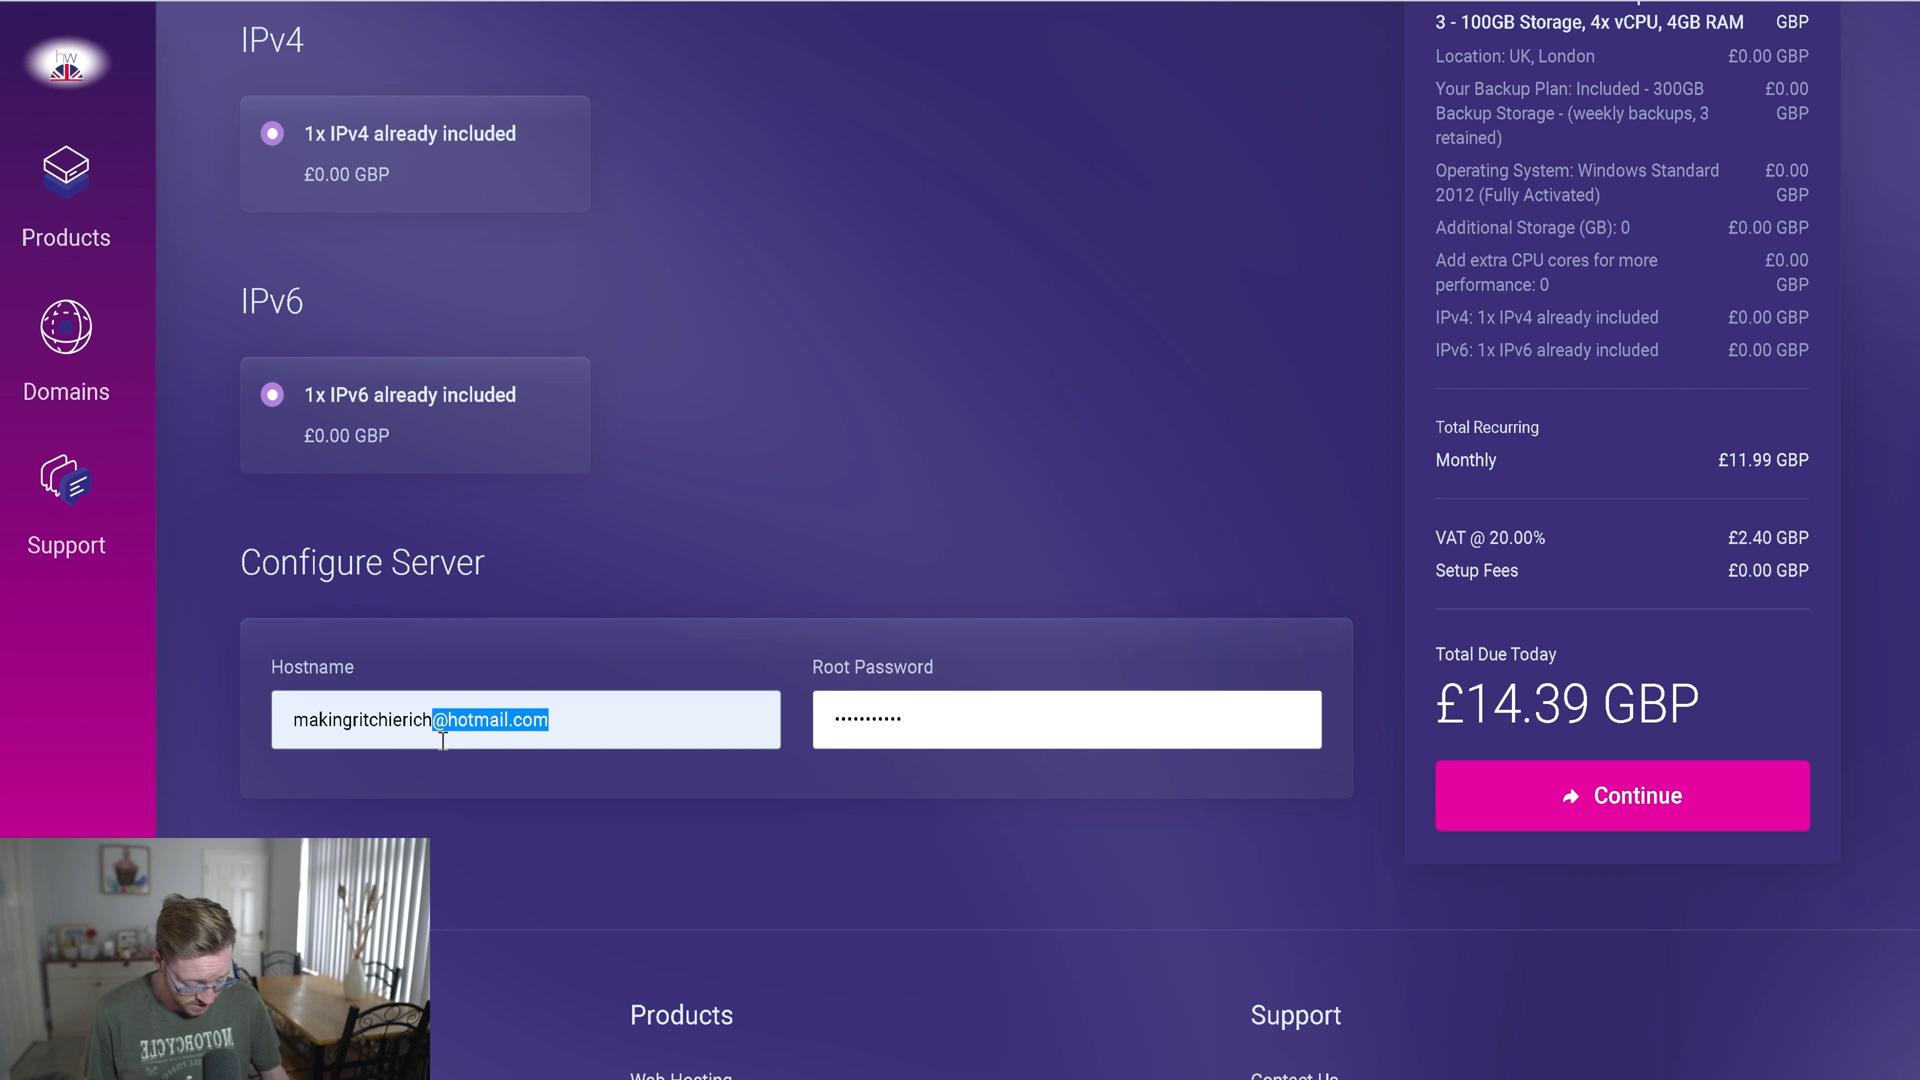 hw
Products
Domains
Support
IPv4
1x IPv4 already included
£0.00 GBP
IPv6
1x IPv6 already included
£0.00 GBP
Configure Server
Hostname
Root Password
makingritchierich@hotmail.com
•••••••••••
3 - 100GB Storage, 4x vCPU, 4GB RAM GBP
Location: UK, London £0.00 GBP
Your Backup Plan: Included - 300GB £0.00
Backup Storage - (weekly backups, 3 GBP
retained)
Operating System: Windows Standard £0.00
2012 (Fully Activated) GBP
Additional Storage (GB): 0 £0.00 GBP
Add extra CPU cores for more £0.00
performance: 0 GBP
IPv4: 1x IPv4 already included £0.00 GBP
IPv6: 1x IPv6 already included £0.00 GBP
Total Recurring
Monthly £11.99 GBP
VAT @ 20.00% £2.40 GBP
Setup Fees £0.00 GBP
Total Due Today
£14.39 GBP
Continue
MOTORCYCLE
Products
Support
Web Hosting
Contact Us